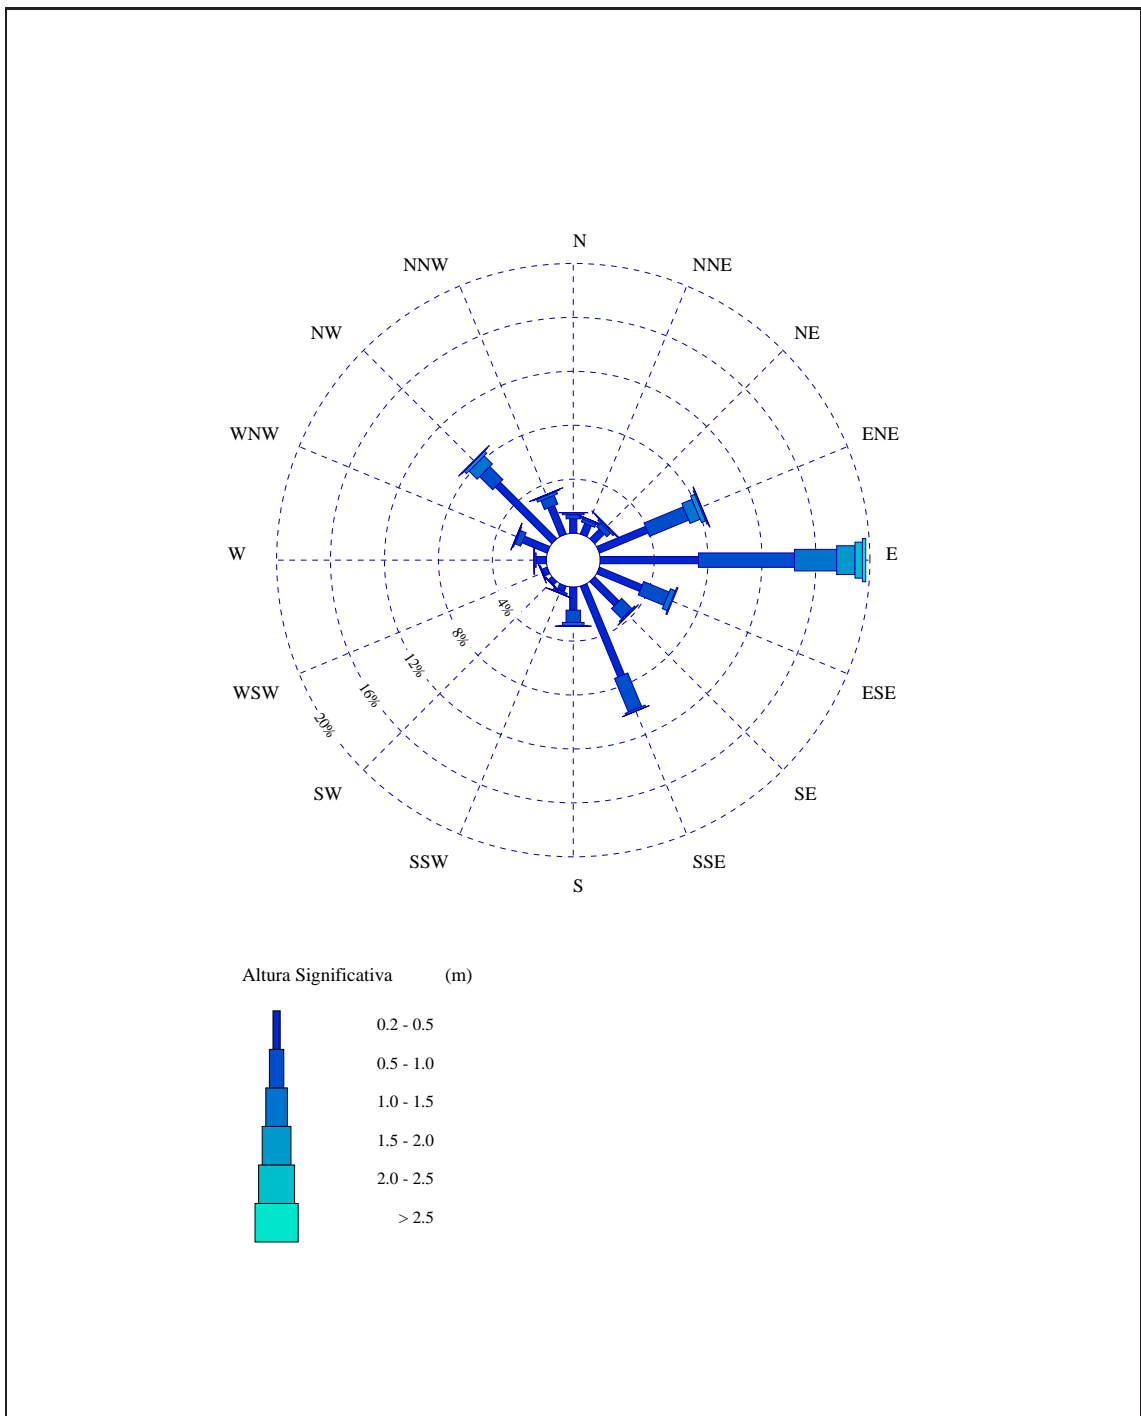 N
NNW
NNE
NW
NE
WNW
ENE
W
E
4%
8%
12%
16%
20%
WSW
ESE
SW
SE
SSW
SSE
S
Altura Significativa (m)
0.2 - 0.5
0.5 - 1.0
1.0 - 1.5
1.5 - 2.0
2.0 - 2.5
> 2.5